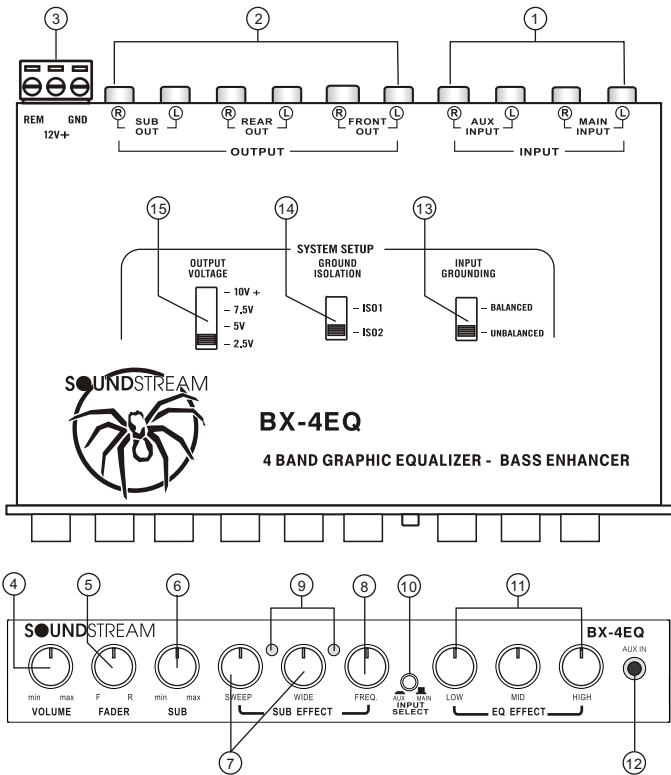 3
2
1
REM GND
12V+
R SUB OUT L
R REAR OUT L
R FRONT OUT L
R AUX INPUT L
R MAIN INPUT L
OUTPUT
INPUT
15
14
13
SYSTEM SETUP
OUTPUT VOLTAGE
GROUND ISOLATION
INPUT GROUNDING
– 10V +
– 7.5V
– 5V
– 2.5V
– ISO1
– ISO2
– BALANCED
– UNBALANCED
SOUNDSTREAM
BX-4EQ
4 BAND GRAPHIC EQUALIZER - BASS ENHANCER
4
5
6
9
8
10
11
SOUNDSTREAM
BX-4EQ
AUX IN
min max
F R
min max
SWEEP
WIDE
FREQ.
AUX MAIN
LOW
MID
HIGH
VOLUME
FADER
SUB
SUB EFFECT
INPUT SELECT
EQ EFFECT
7
12